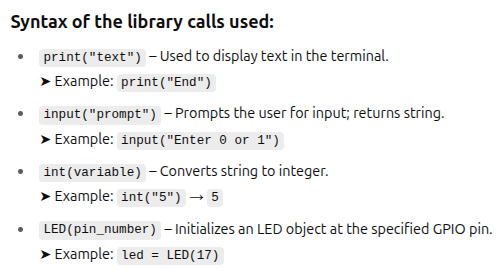 Syntax of the library calls used:
• print("text") – Used to display text in the terminal.
➤ Example: print("End")
• input("prompt") – Prompts the user for input; returns string.
➤ Example: input("Enter 0 or 1")
• int(variable) – Converts string to integer.
➤ Example: int("5") → 5
• LED(pin_number) – Initializes an LED object at the specified GPIO pin.
➤ Example: led = LED(17)